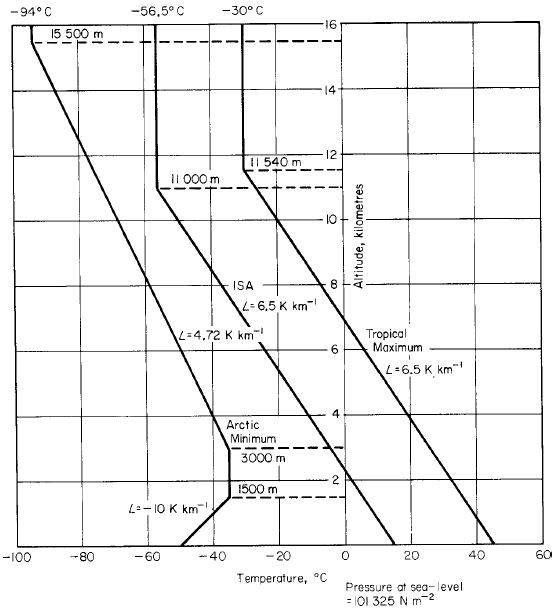 -94°C
-56,5°C
-30°C
16
15 500 m
14
12
11 540 m
11 000 m
10
Altitude, kilometres
8
ISA
L=6,5 K km⁻¹
L=4,72 K km⁻¹
Tropical
Maximum
6
L=6.5 K km⁻¹
4
Arctic
Minimum
3000 m
2
1500 m
L=-10 K km⁻¹
-100 -80 -60 -40 -20 0 20 40 60
Temperature, °C
Pressure at sea-level
=101 325 N m⁻²